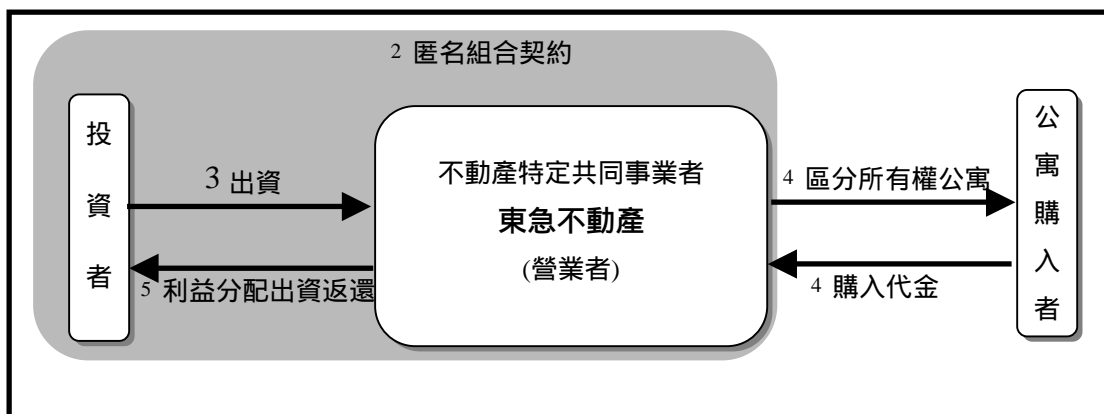 2 匿名組合契約
投資者
3 出資
5 利益分配出資返還
不動產特定共同事業者
東急不動產
(營業者)
4 區分所有權公寓
4 購入代金
公寓購入者